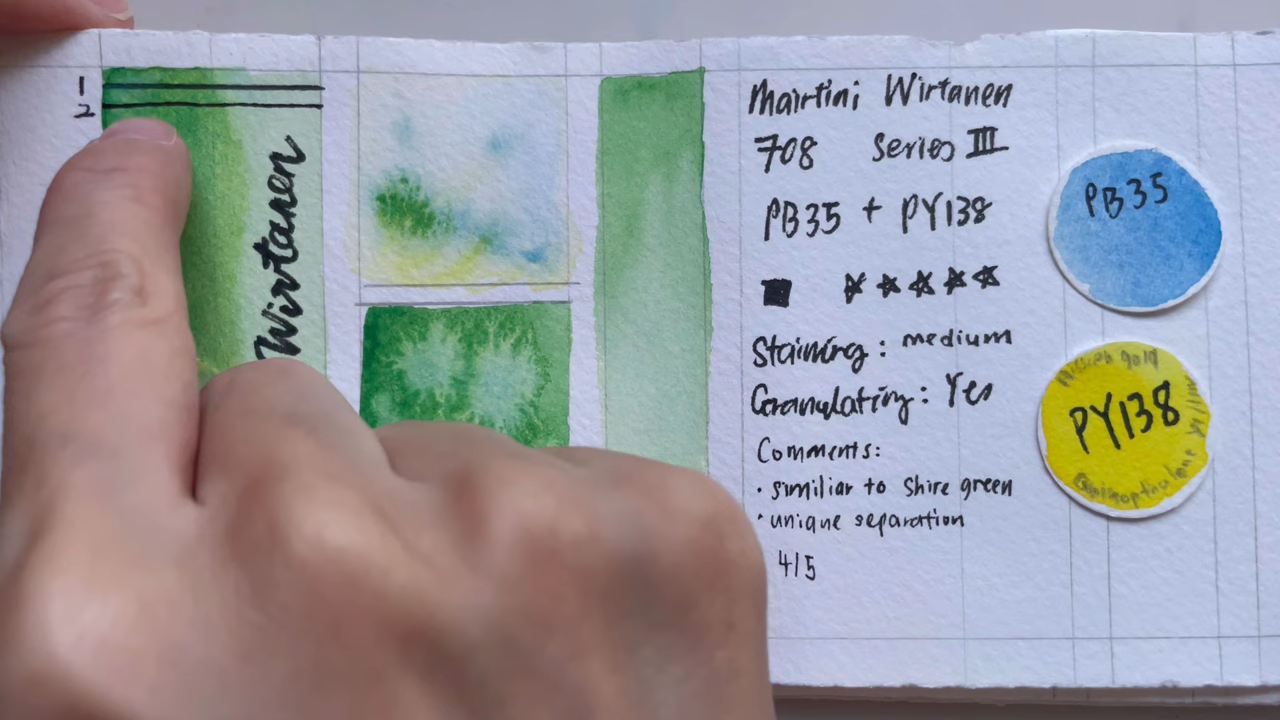 1
2
Wirtanen
Mairtini Wirtanen
708 Series III
PB35 + PY138
Staining: medium
Granulating: Yes
Comments:
· similiar to Shire green
· unique separation
4/5
PB35
gold
PY138